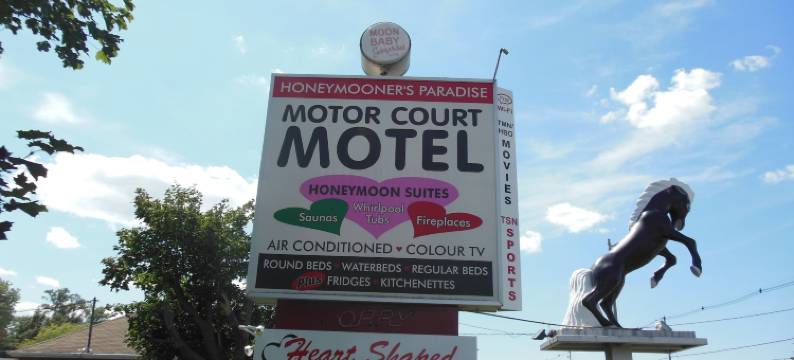 MOON
BABY
HONEYMOONER'S PARADISE
MOTOR COURT
MOTEL
HONEYMOON SUITES
Saunas
Whirlpool
Tubs
Fireplaces
AIR CONDITIONED ♥ COLOUR TV
ROUND BEDS • WATERBEDS • REGULAR BEDS
Plus FRIDGES • KITCHENETTES
Heart Shaped
Wi-Fi
TMN/
HBO
MOVIES
TSN
SPORTS